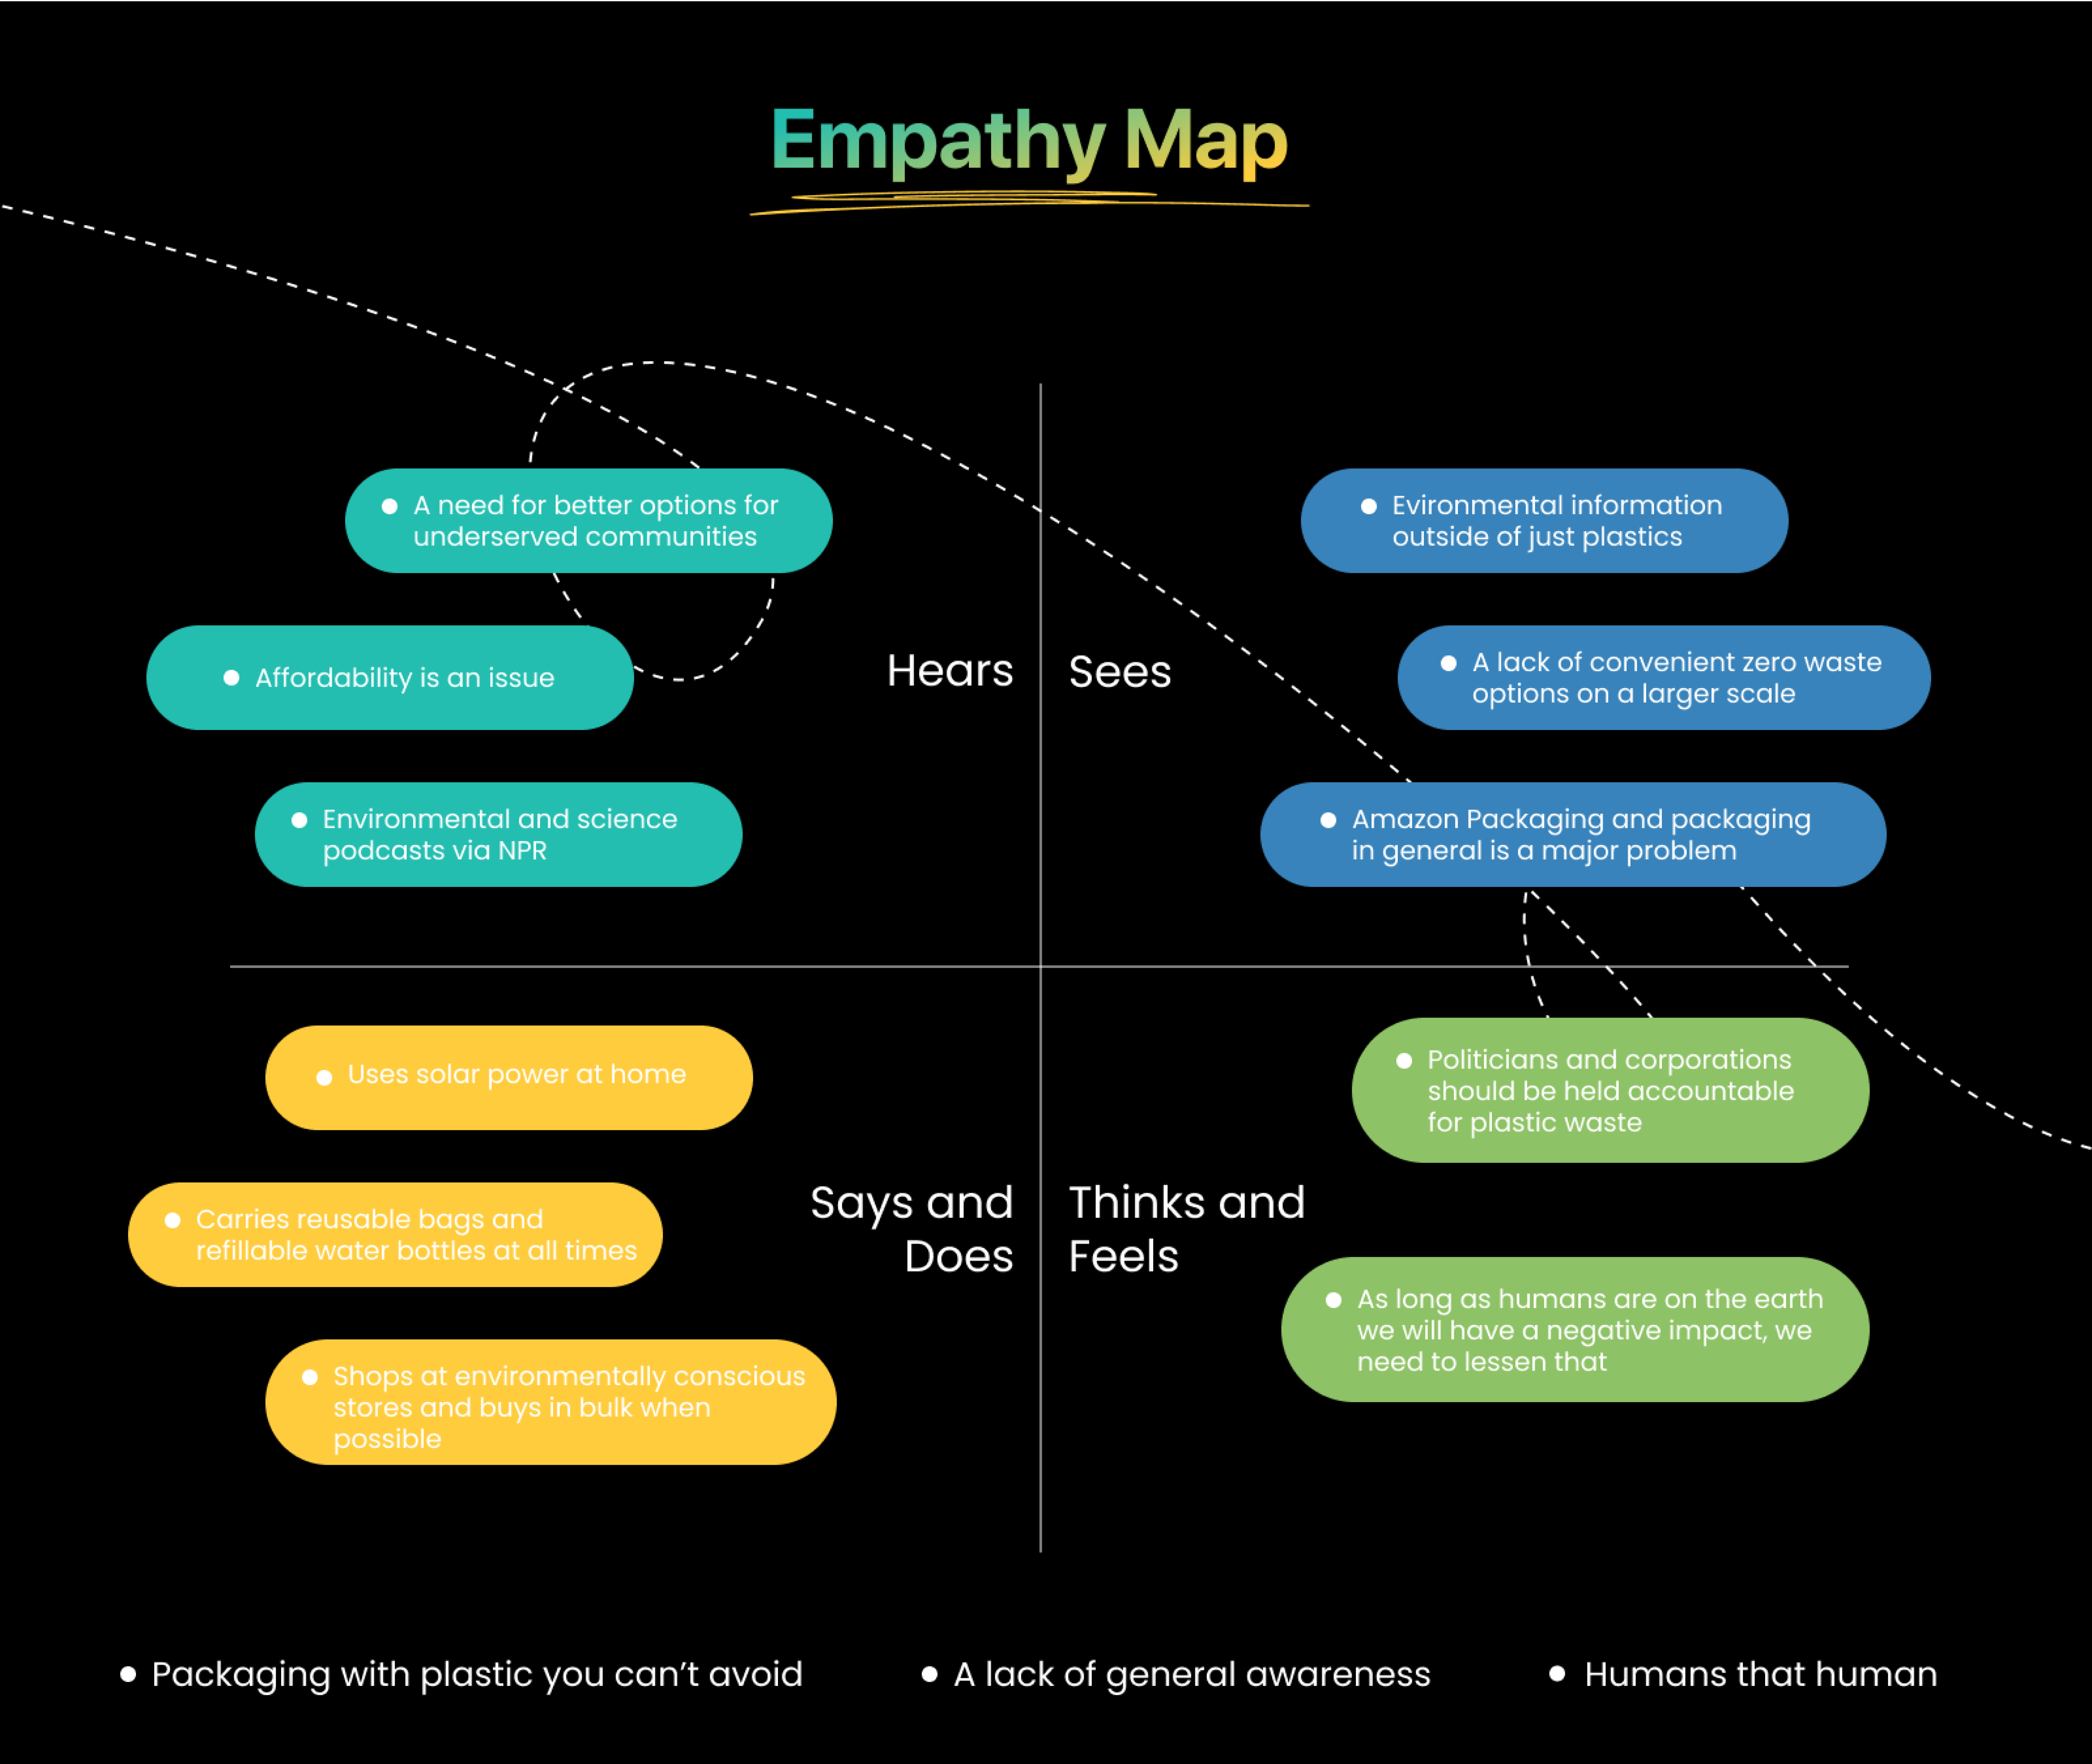 Empathy Map
A need for better options for
underserved communities
Affordability is an issue
Environmental and science
podcasts via NPR
Hears
Sees
Evironmental information
outside of just plastics
A lack of convenient zero waste
options on a larger scale
Amazon Packaging and packaging
in general is a major problem
Uses solar power at home
Carries reusable bags and
refillable water bottles at all times
Shops at environmentally conscious
stores and buys in bulk when
possible
Says and
Does
Thinks and
Feels
Politicians and corporations
should be held accountable
for plastic waste
As long as humans are on the earth
we will have a negative impact, we
need to lessen that
Packaging with plastic you can’t avoid
A lack of general awareness
Humans that human